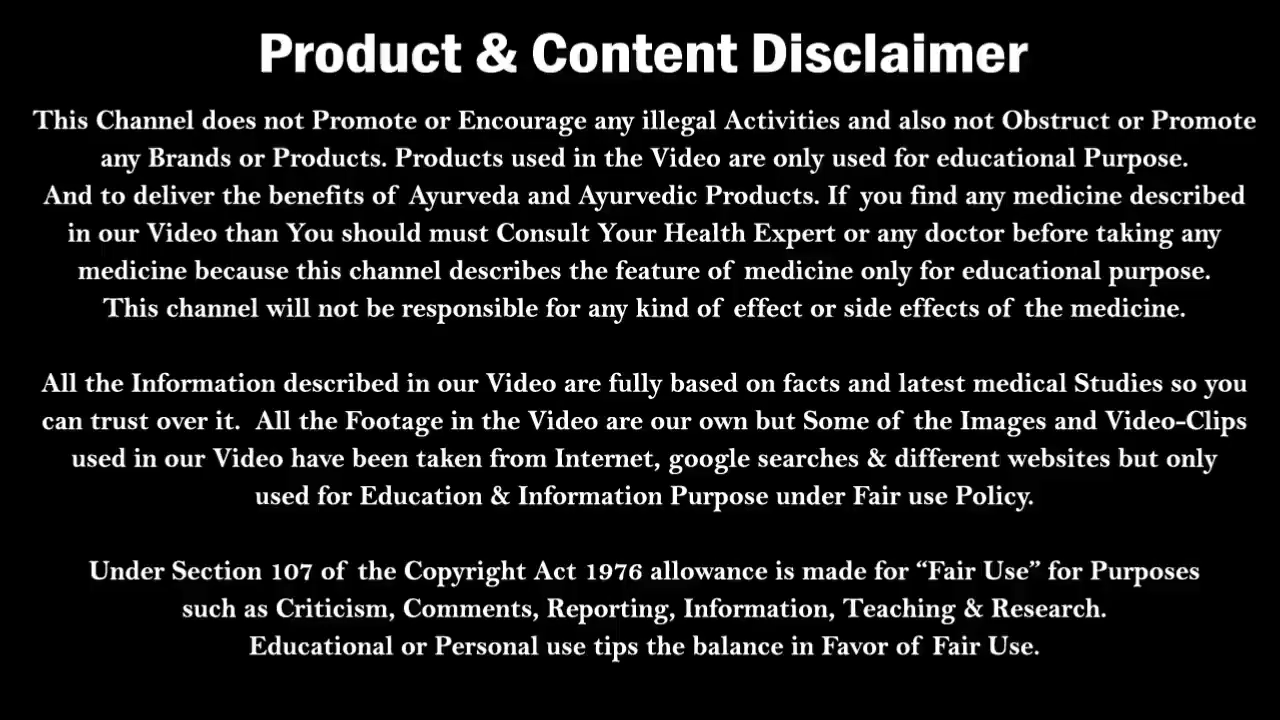 Product & Content Disclaimer
This Channel does not Promote or Encourage any illegal Activities and also not Obstruct or Promote
any Brands or Products. Products used in the Video are only used for educational Purpose.
And to deliver the benefits of Ayurveda and Ayurvedic Products. If you find any medicine described
in our Video than You should must Consult Your Health Expert or any doctor before taking any
medicine because this channel describes the feature of medicine only for educational purpose.
This channel will not be responsible for any kind of effect or side effects of the medicine.
All the Information described in our Video are fully based on facts and latest medical Studies so you
can trust over it. All the Footage in the Video are our own but Some of the Images and Video-Clips
used in our Video have been taken from Internet, google searches & different websites but only
used for Education & Information Purpose under Fair use Policy.
Under Section 107 of the Copyright Act 1976 allowance is made for “Fair Use” for Purposes
such as Criticism, Comments, Reporting, Information, Teaching & Research.
Educational or Personal use tips the balance in Favor of Fair Use.